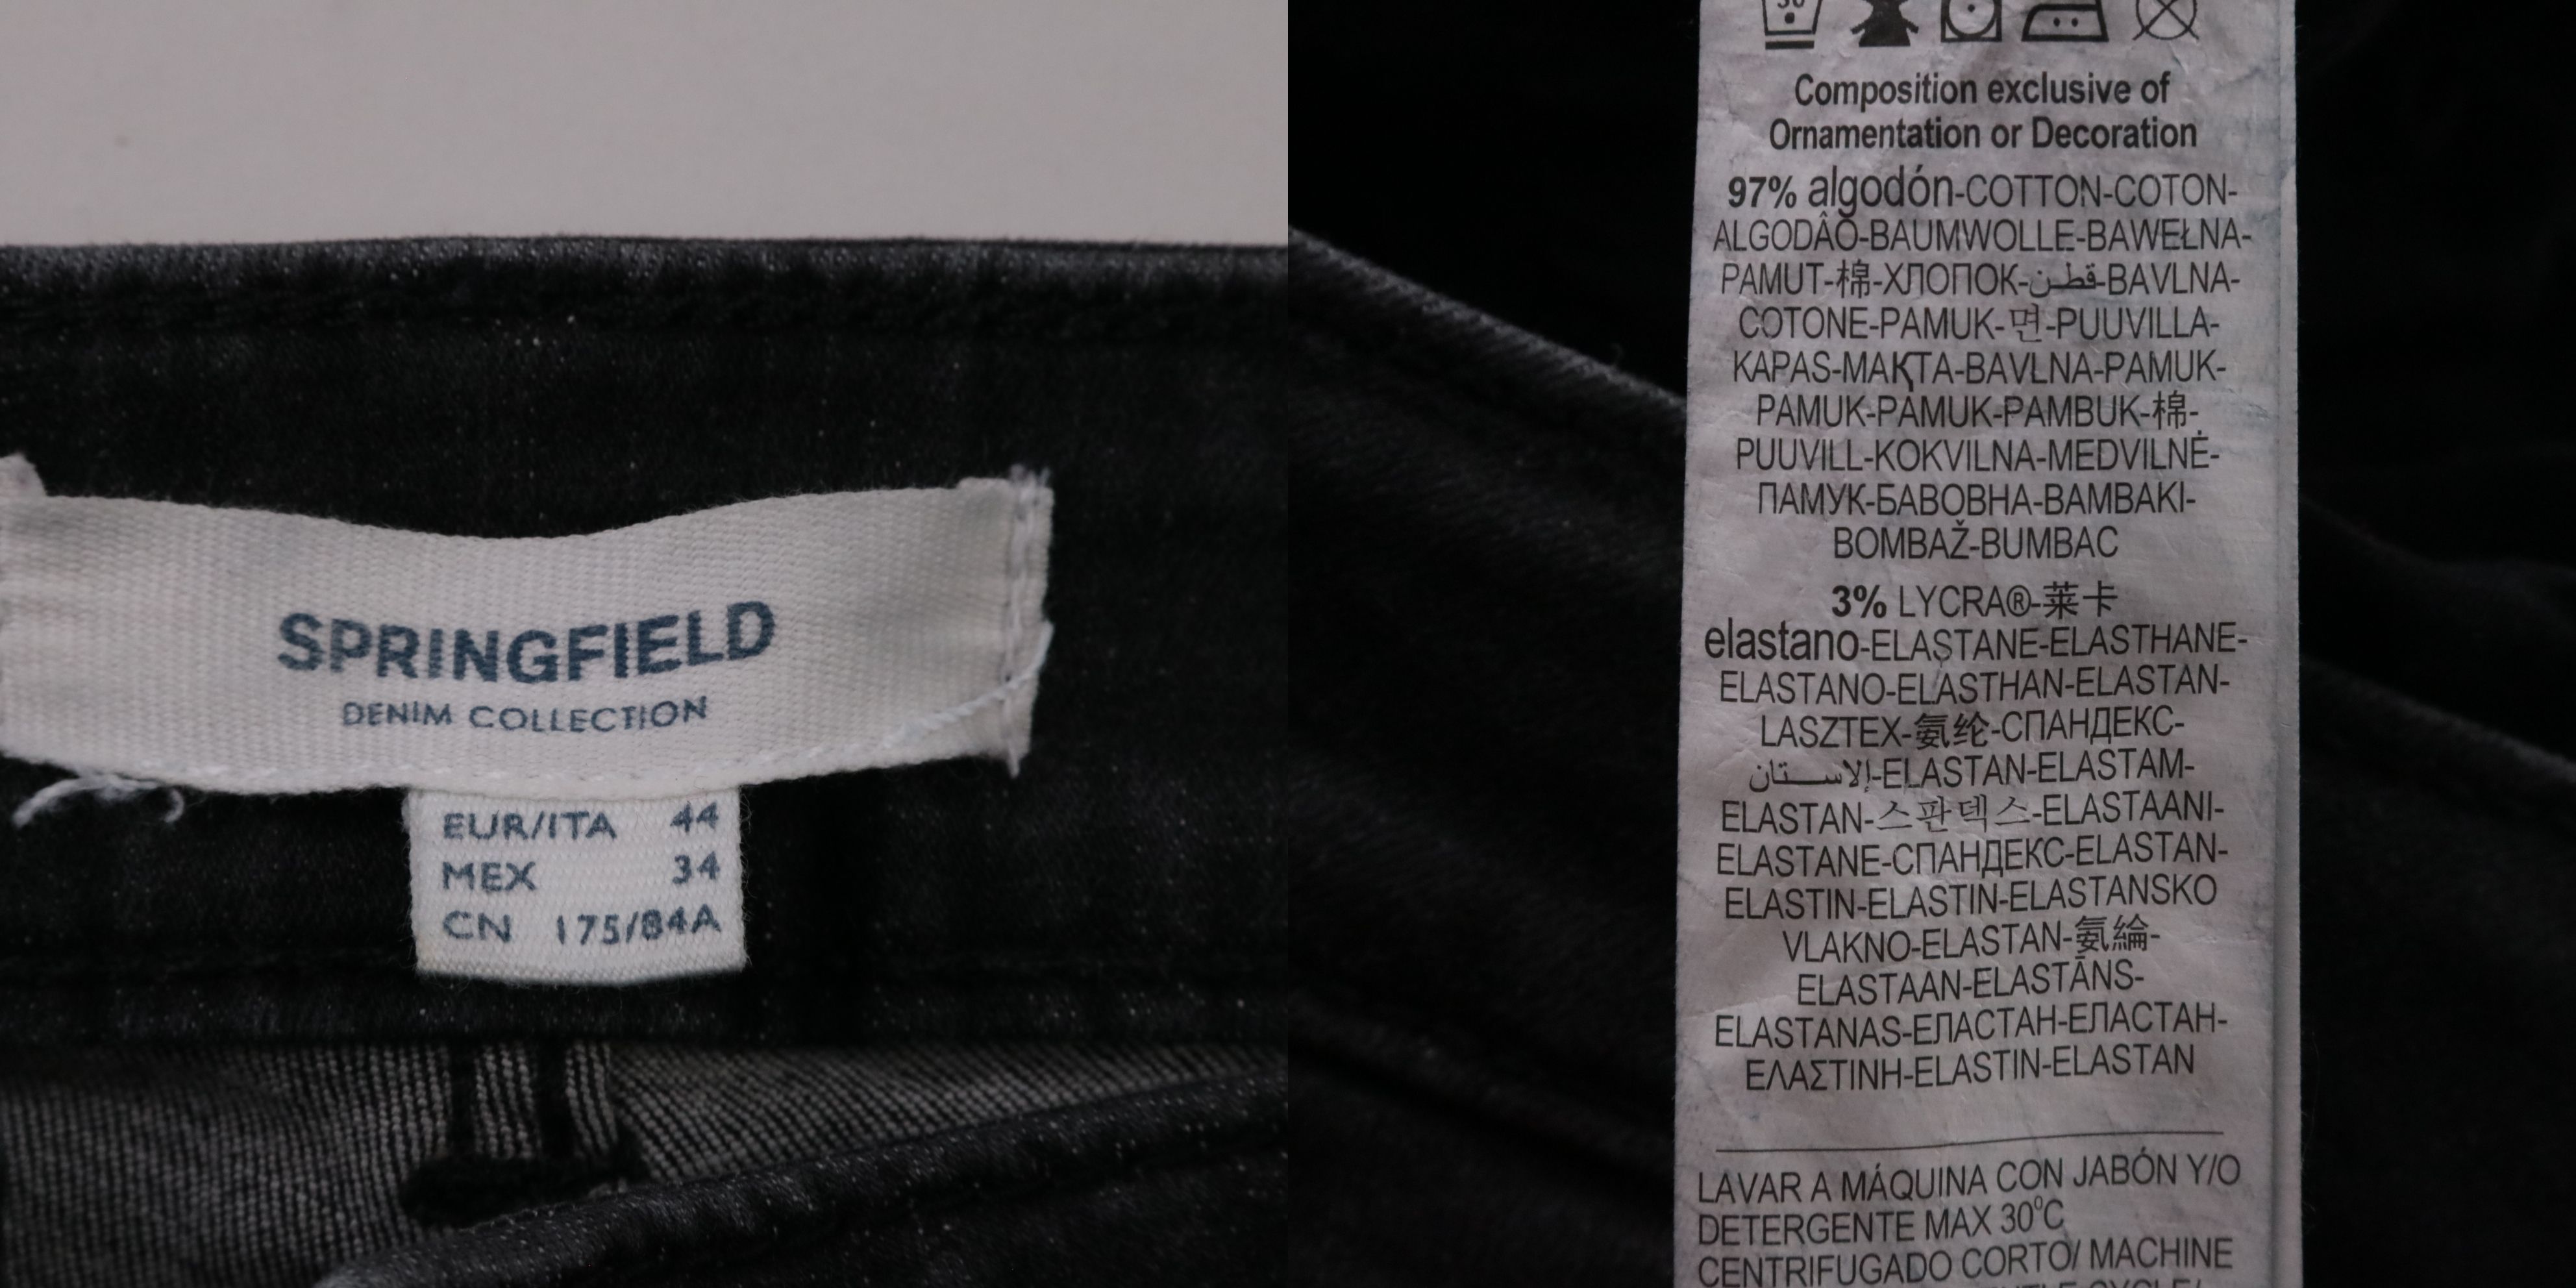 SPRINGFIELD
DENIM COLLECTION
EUR/ITA 44
MEX 34
CN 175/84A
30
Composition exclusive of
Ornamentation or Decoration
97% algodón-COTTON-COTON-
ALGODÃO-BAUMWOLLE-BAWEŁNA-
PAMUT-棉-ХЛОПОК-قطن-BAVLNA-
COTONE-PAMUK-면-PUUVILLA-
KAPAS-МАҚТА-BAVLNA-PAMUK-
PAMUK-PAMUK-PAMBUK-棉-
PUUVILL-KOKVILNA-MEDVILNĖ-
ПАМУК-БАВОВНА-BAMBAKI-
BOMBAŽ-BUMBAC
3% LYCRA®-莱卡
elastano-ELASTANE-ELASTHANE-
ELASTANO-ELASTHAN-ELASTAN-
LASZTEX-氨纶-СПАНДЕКС-
إلاستان-ELASTAN-ELASTAM-
ELASTAN-스판덱스-ELASTAANI-
ELASTANE-СПАНДЕКС-ELASTAN-
ELASTIN-ELASTIN-ELASTANSKO
VLAKNO-ELASTAN-氨綸-
ELASTAAN-ELASTĀNS-
ELASTANAS-ЕЛАСТАН-ЕЛАСТАН-
ΕΛΑΣΤΙΝΗ-ELASTIN-ELASTAN
LAVAR A MÁQUINA CON JABÓN Y/O
DETERGENTE MAX 30ºC
CENTRIFUGADO CORTO/ MACHINE